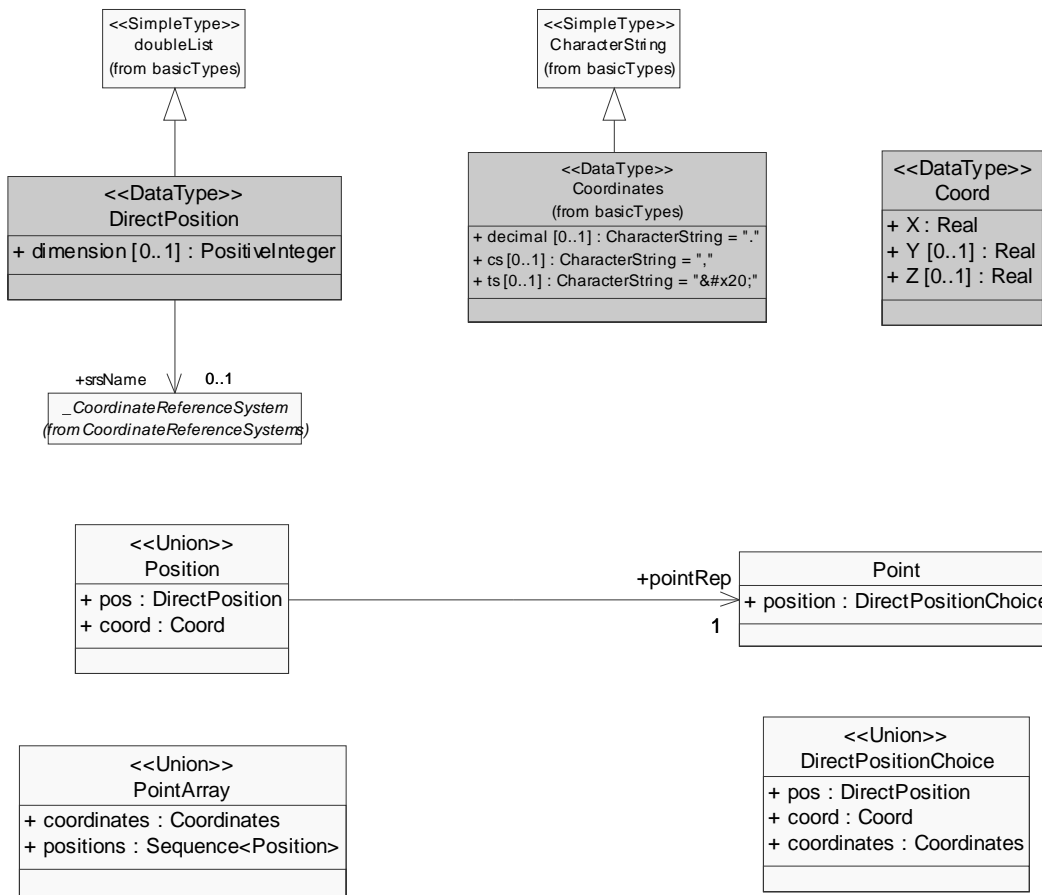 <<SimpleType>>
doubleList
(from basicTypes)
<<SimpleType>>
CharacterString
(from basicTypes)
<<DataType>>
DirectPosition
+ dimension [0..1] : PositiveInteger
<<DataType>>
Coordinates
(from basicTypes)
+ decimal [0..1] : CharacterString = "."
+ cs [0..1] : CharacterString = ","
+ ts [0..1] : CharacterString = "&#x20;"
<<DataType>>
Coord
+ X : Real
+ Y [0..1] : Real
+ Z [0..1] : Real
+srsName 0..1
_CoordinateReferenceSystem
(from CoordinateReferenceSystems)
<<Union>>
Position
+ pos : DirectPosition
+ coord : Coord
+pointRep
1
Point
+ position : DirectPositionChoice
<<Union>>
PointArray
+ coordinates : Coordinates
+ positions : Sequence<Position>
<<Union>>
DirectPositionChoice
+ pos : DirectPosition
+ coord : Coord
+ coordinates : Coordinates